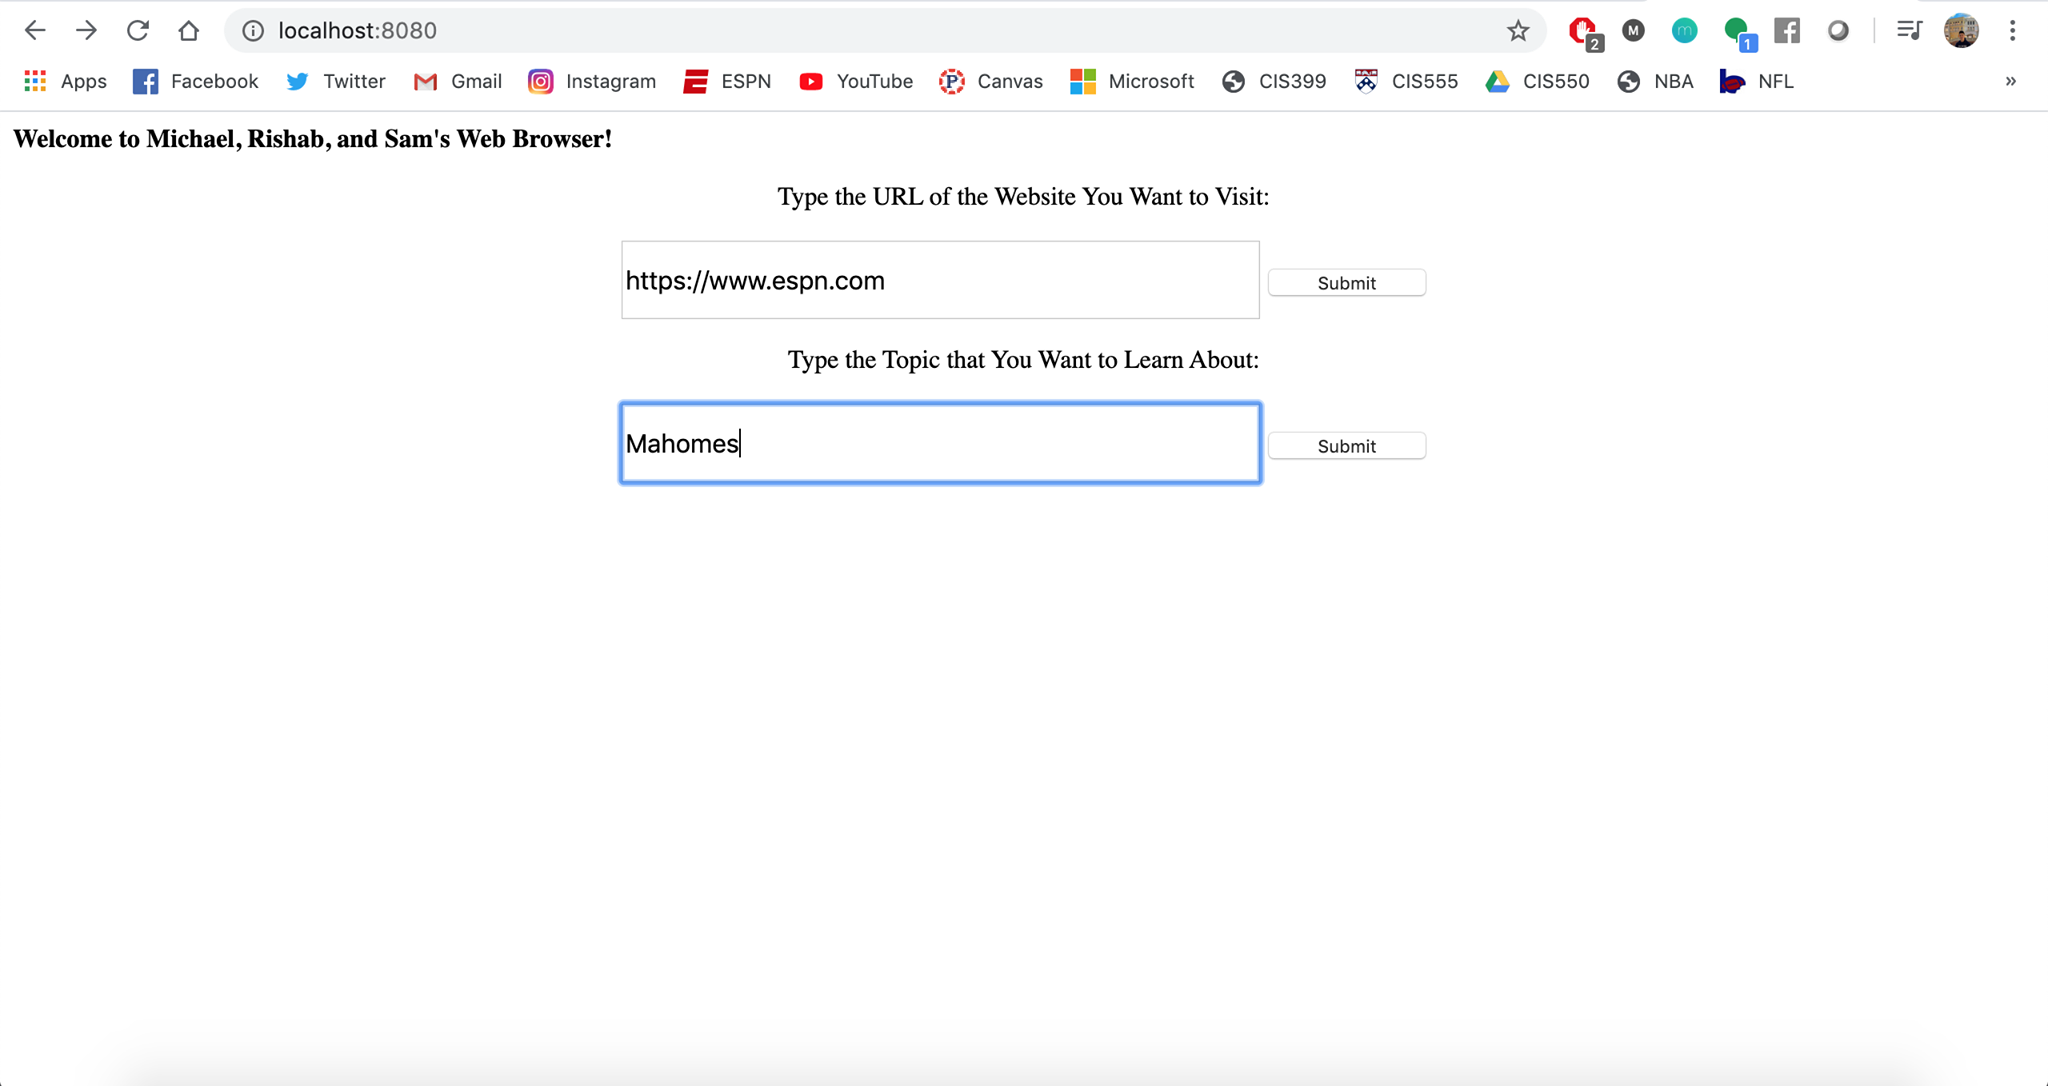 localhost:8080
2 M m 1
Apps Facebook Twitter Gmail Instagram ESPN YouTube Canvas Microsoft CIS399 CIS555 CIS550 NBA NFL »
Welcome to Michael, Rishab, and Sam's Web Browser!
Type the URL of the Website You Want to Visit:
https://www.espn.com Submit
Type the Topic that You Want to Learn About:
Mahomes Submit